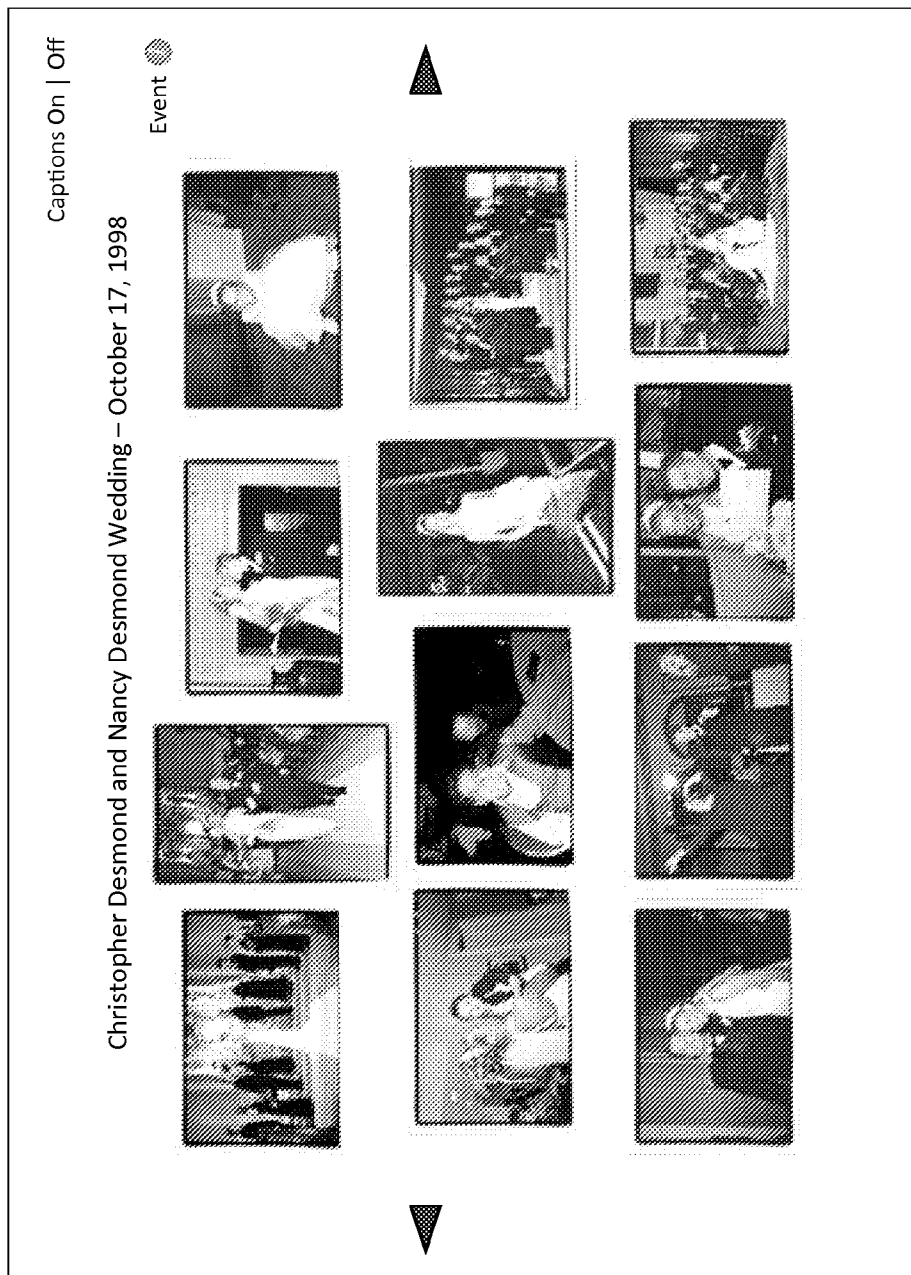 Captions On | Off
Christopher Desmond and Nancy Desmond Wedding – October 17, 1998
Event